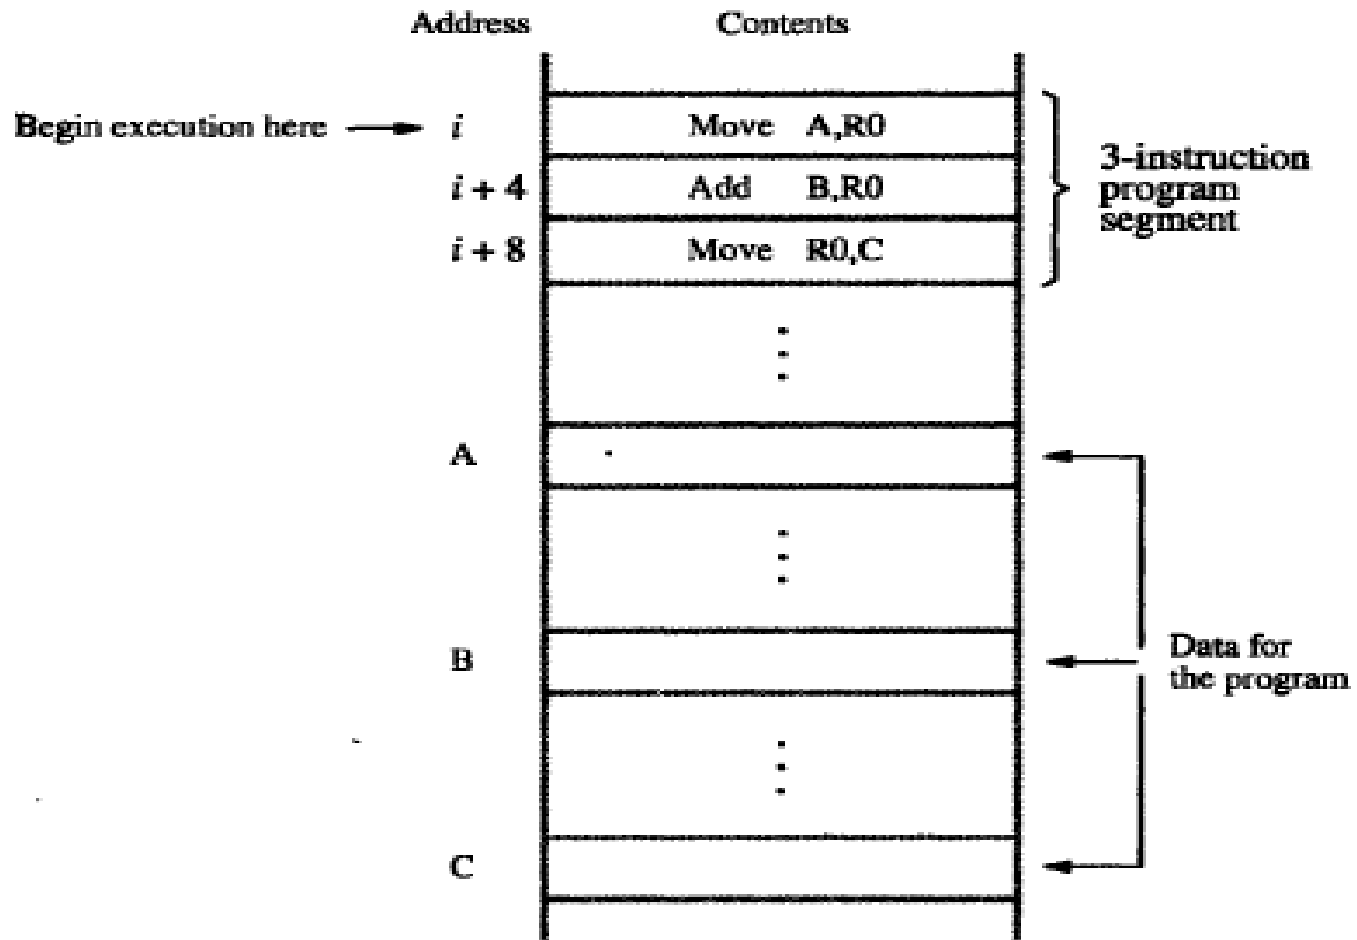 Address Contents
Begin execution here i Move A,R0
i + 4 Add B,R0
i + 8 Move R0,C
3-instruction
program
segment
A
B
Data for
the program
C